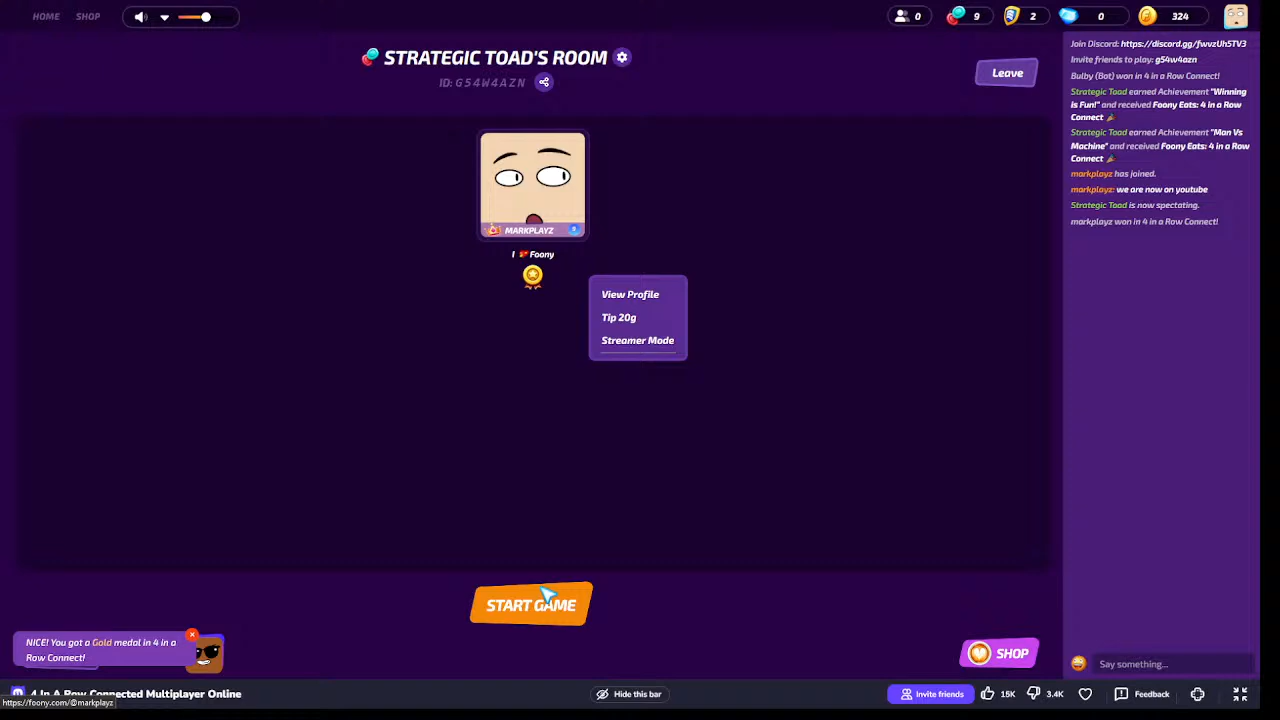 HOME SHOP
0 9 2 0 324
STRATEGIC TOAD'S ROOM
ID: G54W4AZN
Leave
MARKPLAYZ
I Foony
View Profile
Tip 20g
Streamer Mode
START GAME
NICE! You got a Gold medal in 4 in a
Row Connect!
SHOP
Join Discord: https://discord.gg/fwvzUh5TV3
Invite friends to play: g54w4azn
Bulby (Bot) won in 4 in a Row Connect!
Strategic Toad earned Achievement "Winning
is Fun!" and received Foony Eats: 4 in a Row
Connect
Strategic Toad earned Achievement "Man Vs
Machine" and received Foony Eats: 4 in a Row
Connect
markplayz has joined.
markplayz: we are now on youtube
Strategic Toad is now spectating.
markplayz won in 4 in a Row Connect!
Say something...
4 In A Row Connected Multiplayer Online
Hide this bar
Invite friends
15K
3.4K
Feedback
https://foony.com/@markplayz